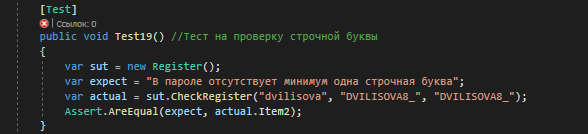 [Test]
| Ссылок: 0
public void Test19() //Тест на проверку строчной буквы
{
var sut = new Register();
var expect = "В пароле отсутствует минимум одна строчная буква";
var actual = sut.CheckRegister("dvilisova", "DVILISOVA8_", "DVILISOVA8_");
Assert.AreEqual(expect, actual.Item2);
}